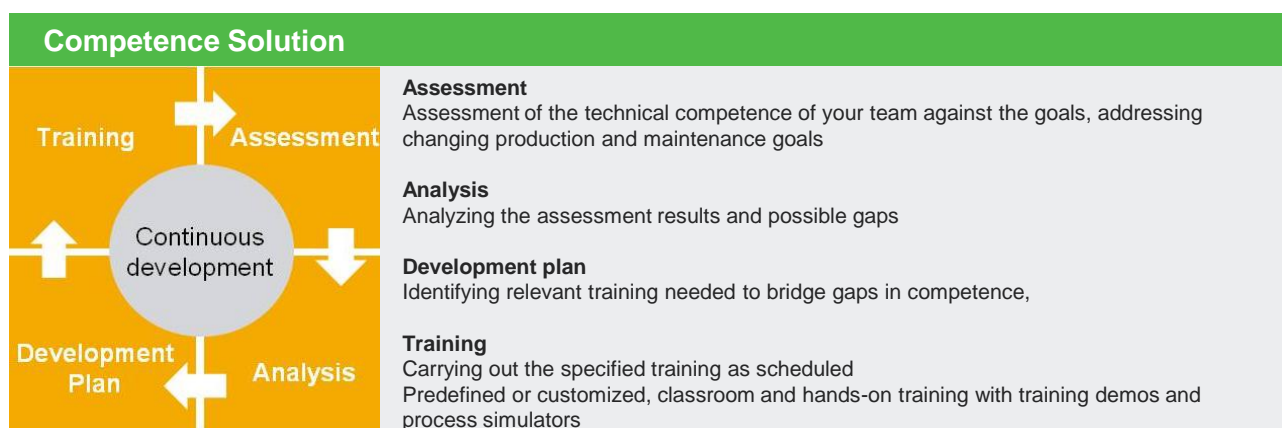 Competence Solution
Training
Assessment
Continuous
development
Development
Plan
Analysis
Assessment
Assessment of the technical competence of your team against the goals, addressing
changing production and maintenance goals
Analysis
Analyzing the assessment results and possible gaps
Development plan
Identifying relevant training needed to bridge gaps in competence,
Training
Carrying out the specified training as scheduled
Predefined or customized, classroom and hands-on training with training demos and
process simulators